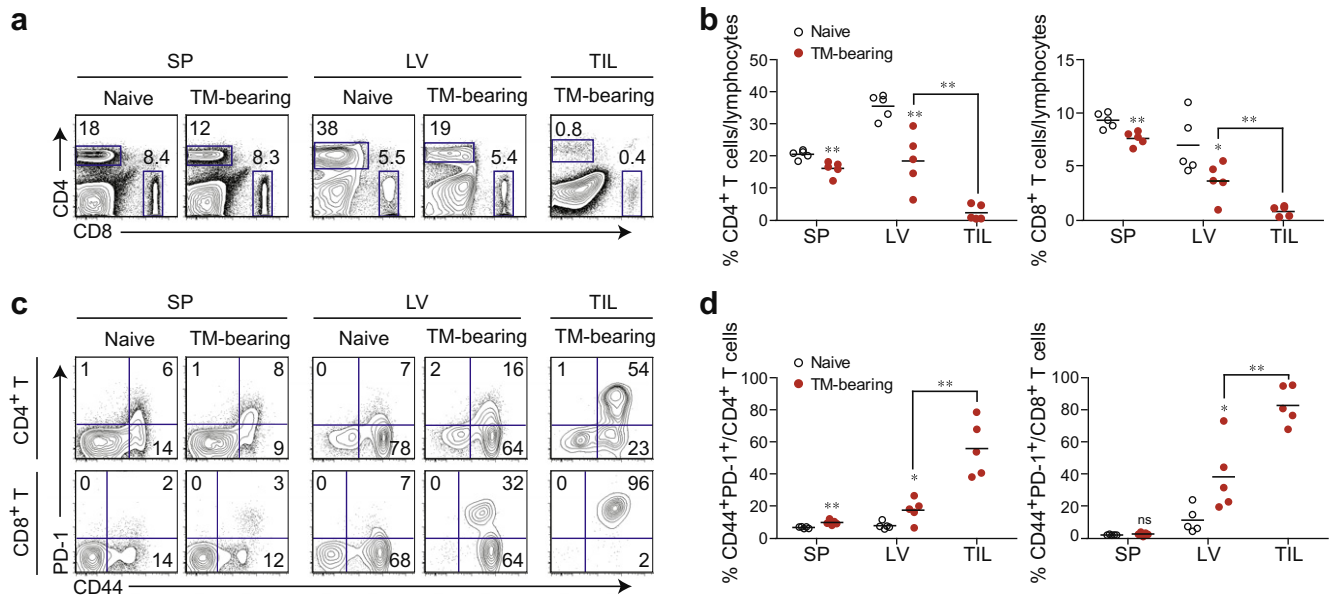 a
SP LV TIL
Naive TM-bearing Naive TM-bearing TM-bearing
18 8.4 12 8.3 38 5.5 19 5.4 0.8 0.4
CD4
CD8
b
Naive
TM-bearing
% CD4⁺ T cells/lymphocytes
50
40
30
20
10
0
** ** **
SP LV TIL
% CD8⁺ T cells/lymphocytes
15
10
5
0
** * **
SP LV TIL
c
SP LV TIL
Naive TM-bearing Naive TM-bearing TM-bearing
CD4⁺ T
1 6 1 8 0 7 2 16 1 54
14 9 78 64 23
CD8⁺ T
0 2 0 3 0 7 0 32 0 96
14 12 68 64 2
PD-1
CD44
d
Naive
TM-bearing
% CD44⁺PD-1⁺/CD4⁺ T cells
100
80
60
40
20
0
** * **
SP LV TIL
% CD44⁺PD-1⁺/CD8⁺ T cells
100
80
60
40
20
0
ns * **
SP LV TIL